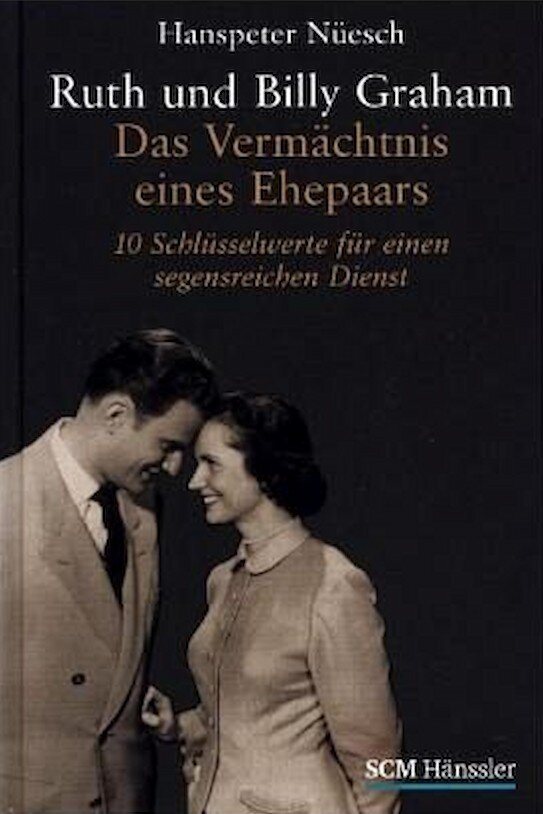 Hanspeter Nüesch
Ruth und Billy Graham
Das Vermächtnis
eines Ehepaars
10 Schlüsselwerte für einen
segensreichen Dienst
SCM Hänssler